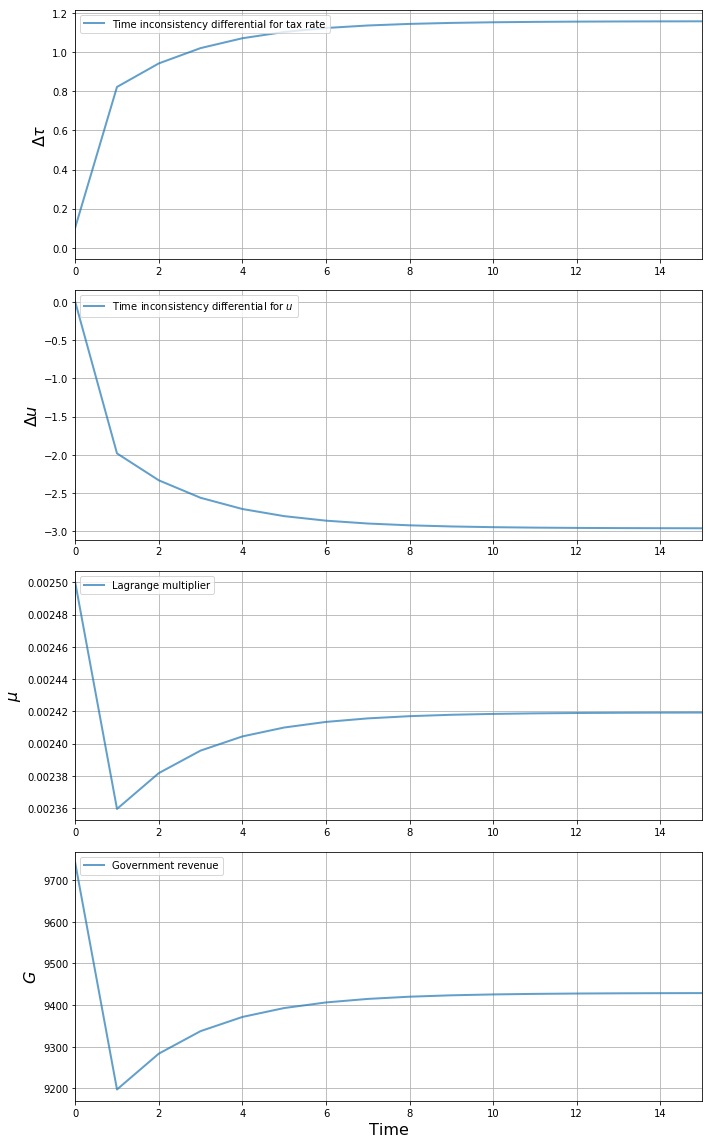 Time inconsistency differential for tax rate
1.2
1.0
0.8
0.6
0.4
0.2
0.0
Δτ
0 2 4 6 8 10 12 14
Time inconsistency differential for u
0.0
−0.5
−1.0
−1.5
−2.0
−2.5
−3.0
Δu
0 2 4 6 8 10 12 14
Lagrange multiplier
0.00250
0.00248
0.00246
0.00244
0.00242
0.00240
0.00238
0.00236
μ
0 2 4 6 8 10 12 14
Government revenue
9700
9600
9500
9400
9300
9200
G
0 2 4 6 8 10 12 14
Time